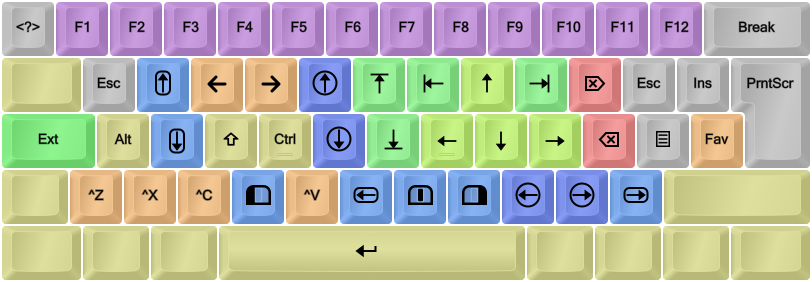 <?> F1 F2 F3 F4 F5 F6 F7 F8 F9 F10 F11 F12 Break
Esc ← → ↑ ↑ Esc Ins PrntScr
Ext Alt Ctrl ← ↓ → Fav
^Z ^X ^C ^V